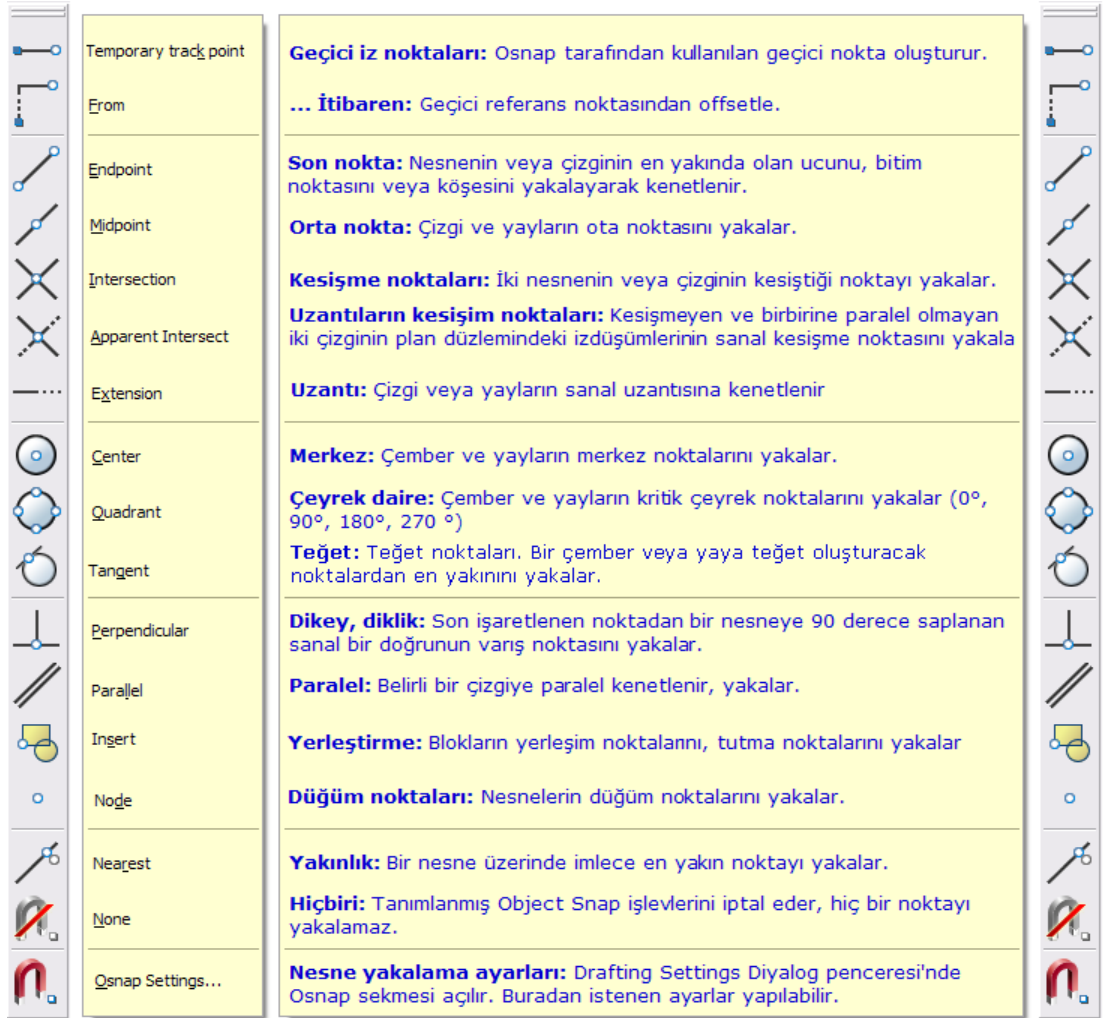 Temporary track point
Geçici iz noktaları: Osnap tarafından kullanılan geçici nokta oluşturur.
From
... İtibaren: Geçici referans noktasından offsetle.
Endpoint
Son nokta: Nesnenin veya çizginin en yakında olan ucunu, bitim
noktasını veya köşesini yakalayarak kenetlenir.
Midpoint
Orta nokta: Çizgi ve yayların ota noktasını yakalar.
Intersection
Kesişme noktaları: İki nesnenin veya çizginin kesiştiği noktayı yakalar.
Apparent Intersect
Uzantıların kesişim noktaları: Kesişmeyen ve birbirine paralel olmayan
iki çizginin plan düzlemindeki izdüşümlerinin sanal kesişme noktasını yakala
Extension
Uzantı: Çizgi veya yayların sanal uzantısına kenetlenir
Center
Merkez: Çember ve yayların merkez noktalarını yakalar.
Quadrant
Çeyrek daire: Çember ve yayların kritik çeyrek noktalarını yakalar (0°,
90°, 180°, 270 °)
Tangent
Teğet: Teğet noktaları. Bir çember veya yaya teğet oluşturacak
noktalardan en yakınını yakalar.
Perpendicular
Dikey, diklik: Son işaretlenen noktadan bir nesneye 90 derece saplanan
sanal bir doğrunun varış noktasını yakalar.
Parallel
Paralel: Belirli bir çizgiye paralel kenetlenir, yakalar.
Insert
Yerleştirme: Blokların yerleşim noktalarını, tutma noktalarını yakalar
Node
Düğüm noktaları: Nesnelerin düğüm noktalarını yakalar.
Nearest
Yakınlık: Bir nesne üzerinde imlece en yakın noktayı yakalar.
None
Hiçbiri: Tanımlanmış Object Snap işlevlerini iptal eder, hiç bir noktayı
yakalamaz.
Osnap Settings...
Nesne yakalama ayarları: Drafting Settings Diyalog penceresi'nde
Osnap sekmesi açılır. Buradan istenen ayarlar yapılabilir.